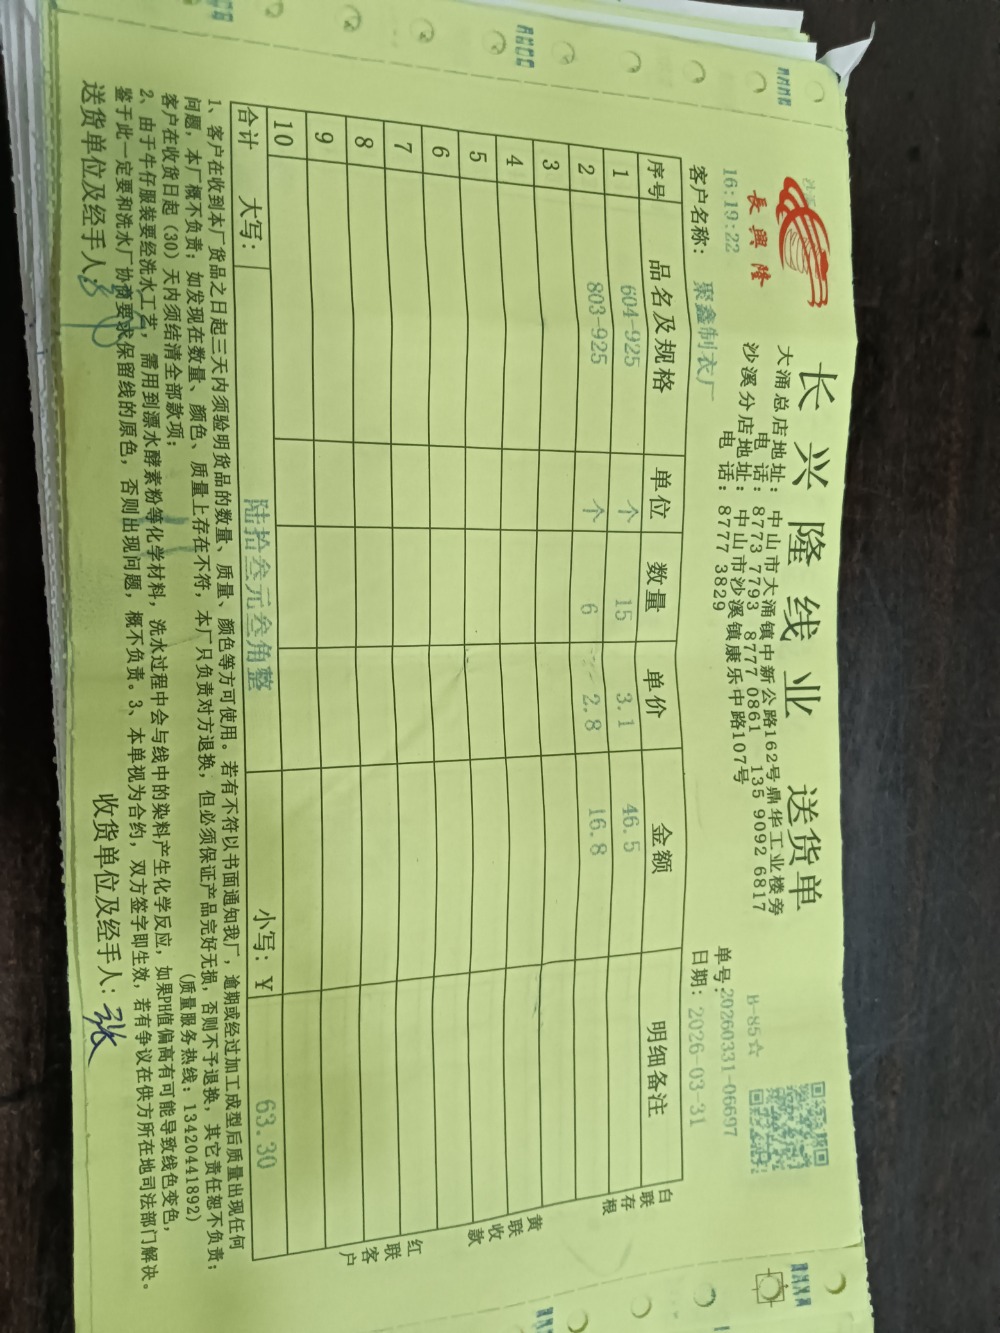 長興隆
长兴隆线业 送货单
大涌总店地址：中山市大涌镇中新公路162号鼎华工业楼旁
电 话：8773 7793 8777 0861 135 9092 6817
沙溪分店地址：中山市沙溪镇康乐中路107号
电 话：8777 3829
B-85☆
16:19:22
单号：20260331-06697
客户名称：聚鑫制衣厂 日期：2026-03-31
序号 品名及规格 单位 数量 单价 金额 明细备注
1 604-925 个 15 3.1 46.5
2 803-925 个 6 2.8 16.8
3
4
5
6
7
8
9
10
合计 大写：陆拾叁元叁角整 小写：¥ 63.30
白联存根
黄联收款
红联客户
1、客户在收到本厂货品之日起三天内须验明货品的数量、质量、颜色等方可使用。若有不符以书面通知我厂，逾期或经过加工成型后质量出现任何
问题，本厂概不负责；如发现在数量、颜色、质量上存在不符，本厂只负责对方退换，但必须保证产品完好无损，否则不予退换，其它责任恕不负责；
客户在收货日起（30）天内须结清全部款项； (质量服务热线：13420441892)
2、由于牛仔服装要经洗水工艺，需用到漂水酵素粉等化学材料，洗水过程中会与线中的染料产生化学反应，如果PH值偏高有可能导致线色变色，
鉴于此一定要和洗水厂协商要求保留线的原色，否则出现问题，概不负责。3、本单视为合约，双方签字即生效，若有争议在供方所在地司法部门解决。
送货单位及经手人： 收货单位及经手人：张